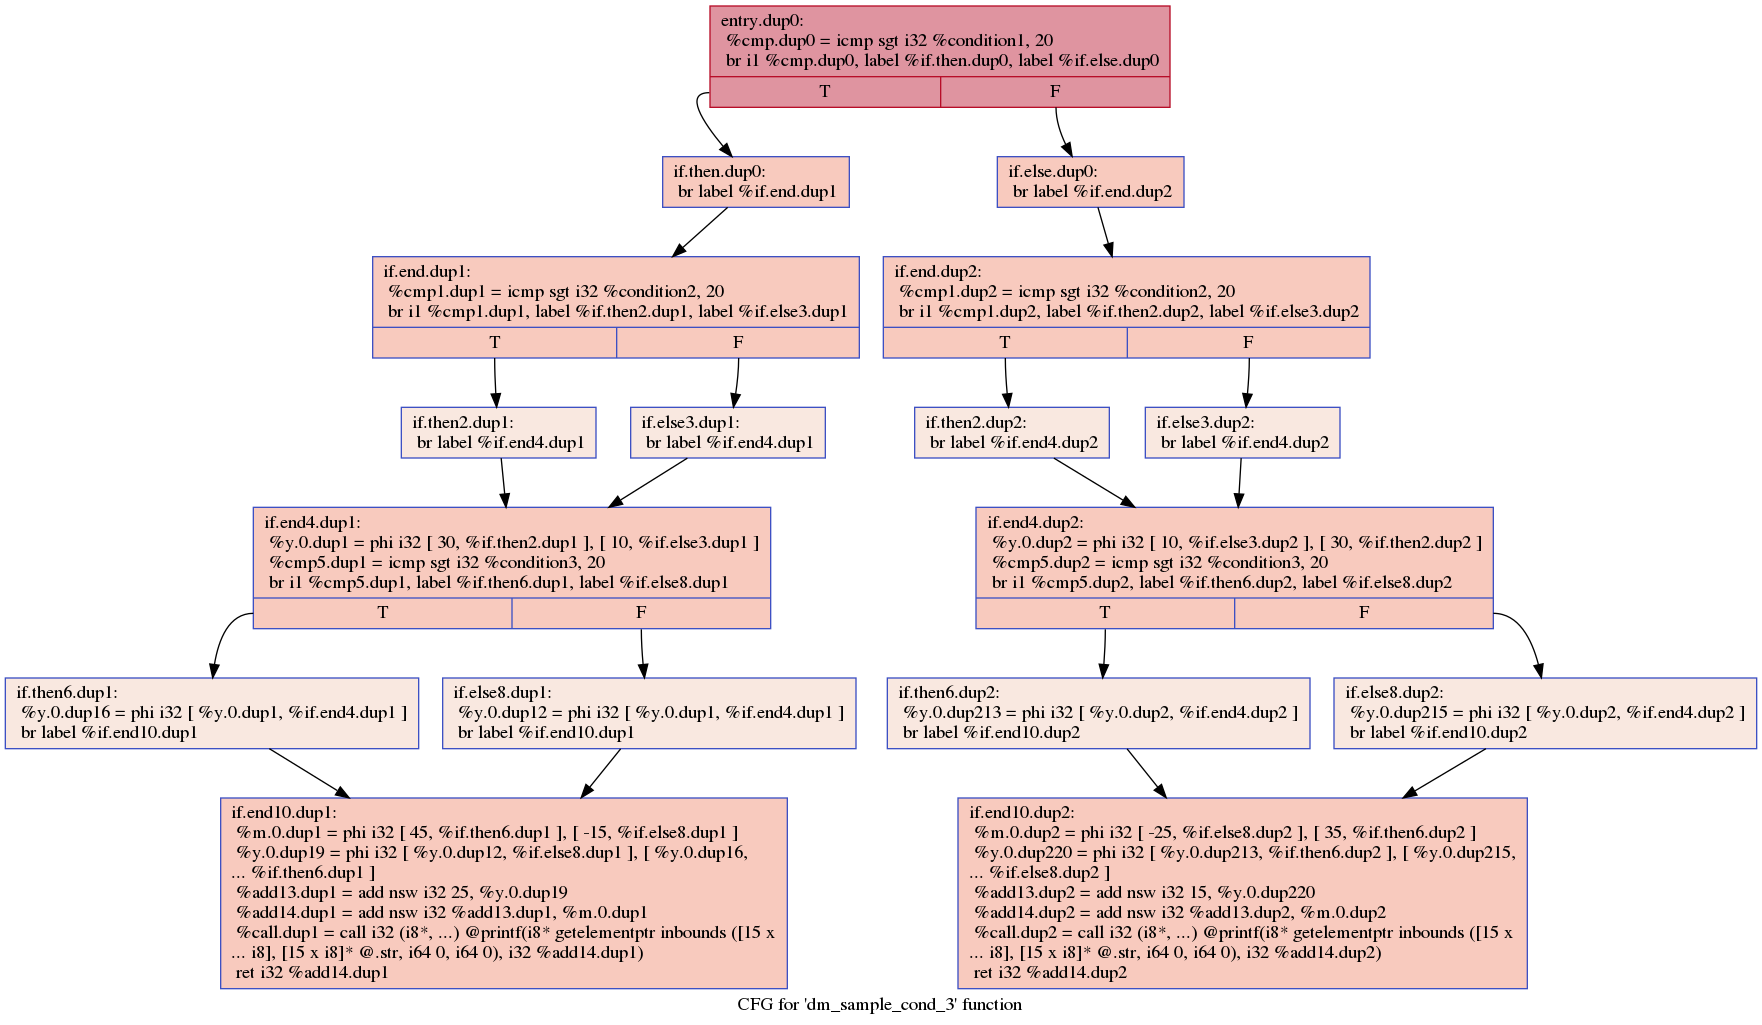 entry.dup0:
%cmp.dup0 = icmp sgt i32 %condition1, 20
br i1 %cmp.dup0, label %if.then.dup0, label %if.else.dup0
T
F
if.then.dup0:
br label %if.end.dup1
if.else.dup0:
br label %if.end.dup2
if.end.dup1:
%cmp1.dup1 = icmp sgt i32 %condition2, 20
br i1 %cmp1.dup1, label %if.then2.dup1, label %if.else3.dup1
T
F
if.end.dup2:
%cmp1.dup2 = icmp sgt i32 %condition2, 20
br i1 %cmp1.dup2, label %if.then2.dup2, label %if.else3.dup2
T
F
if.then2.dup1:
br label %if.end4.dup1
if.else3.dup1:
br label %if.end4.dup1
if.then2.dup2:
br label %if.end4.dup2
if.else3.dup2:
br label %if.end4.dup2
if.end4.dup1:
%y.0.dup1 = phi i32 [ 30, %if.then2.dup1 ], [ 10, %if.else3.dup1 ]
%cmp5.dup1 = icmp sgt i32 %condition3, 20
br i1 %cmp5.dup1, label %if.then6.dup1, label %if.else8.dup1
T
F
if.end4.dup2:
%y.0.dup2 = phi i32 [ 10, %if.else3.dup2 ], [ 30, %if.then2.dup2 ]
%cmp5.dup2 = icmp sgt i32 %condition3, 20
br i1 %cmp5.dup2, label %if.then6.dup2, label %if.else8.dup2
T
F
if.then6.dup1:
%y.0.dup16 = phi i32 [ %y.0.dup1, %if.end4.dup1 ]
br label %if.end10.dup1
if.else8.dup1:
%y.0.dup12 = phi i32 [ %y.0.dup1, %if.end4.dup1 ]
br label %if.end10.dup1
if.then6.dup2:
%y.0.dup213 = phi i32 [ %y.0.dup2, %if.end4.dup2 ]
br label %if.end10.dup2
if.else8.dup2:
%y.0.dup215 = phi i32 [ %y.0.dup2, %if.end4.dup2 ]
br label %if.end10.dup2
if.end10.dup1:
%m.0.dup1 = phi i32 [ 45, %if.then6.dup1 ], [ -15, %if.else8.dup1 ]
%y.0.dup19 = phi i32 [ %y.0.dup12, %if.else8.dup1 ], [ %y.0.dup16,
... %if.then6.dup1 ]
%add13.dup1 = add nsw i32 25, %y.0.dup19
%add14.dup1 = add nsw i32 %add13.dup1, %m.0.dup1
%call.dup1 = call i32 (i8*, ...) @printf(i8* getelementptr inbounds ([15 x
... i8], [15 x i8]* @.str, i64 0, i64 0), i32 %add14.dup1)
ret i32 %add14.dup1
if.end10.dup2:
%m.0.dup2 = phi i32 [ -25, %if.else8.dup2 ], [ 35, %if.then6.dup2 ]
%y.0.dup220 = phi i32 [ %y.0.dup213, %if.then6.dup2 ], [ %y.0.dup215,
... %if.else8.dup2 ]
%add13.dup2 = add nsw i32 15, %y.0.dup220
%add14.dup2 = add nsw i32 %add13.dup2, %m.0.dup2
%call.dup2 = call i32 (i8*, ...) @printf(i8* getelementptr inbounds ([15 x
... i8], [15 x i8]* @.str, i64 0, i64 0), i32 %add14.dup2)
ret i32 %add14.dup2
CFG for 'dm_sample_cond_3' function